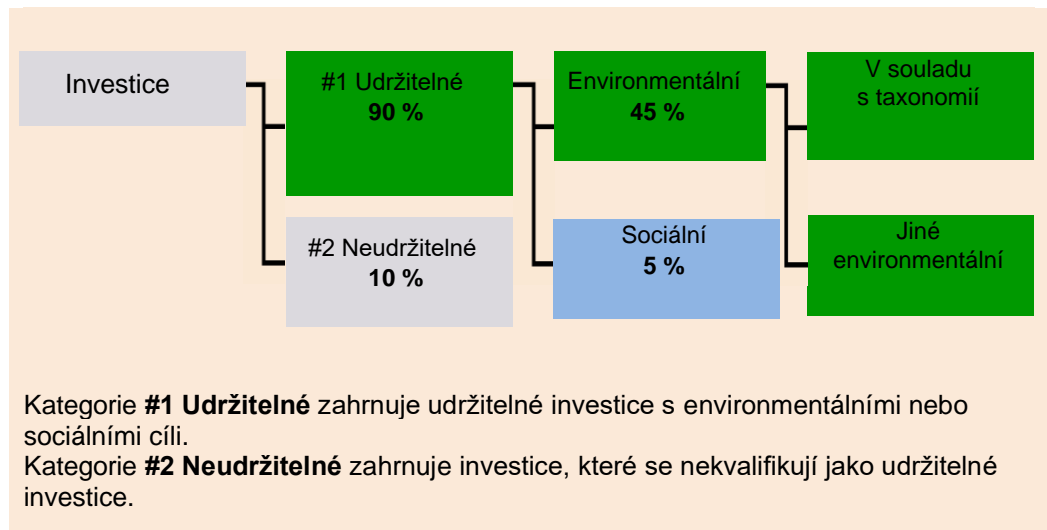 Investice
#1 Udržitelné
90 %
#2 Neudržitelné
10 %
Environmentální
45 %
Sociální
5 %
V souladu
s taxonomií
Jiné
environmentální
Kategorie #1 Udržitelné zahrnuje udržitelné investice s environmentálními nebo
sociálními cíli.
Kategorie #2 Neudržitelné zahrnuje investice, které se nekvalifikují jako udržitelné
investice.